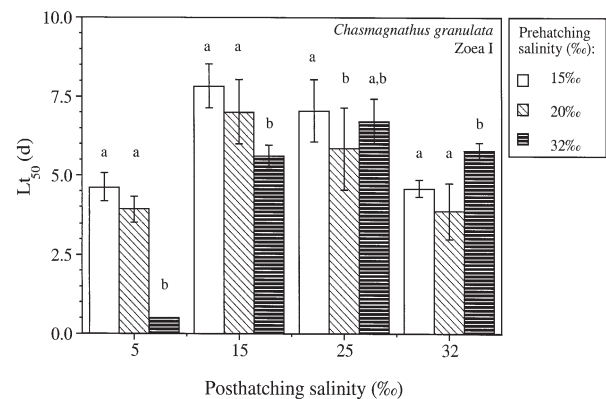 10.0
7.5
5.0
2.5
0.0
Lt50 (d)
Chasmagnathus granulata
Zoea I
a a b
a a b
a b a,b
a a b
5 15 25 32
Posthatching salinity (‰)
Prehatching
salinity (‰):
15‰
20‰
32‰